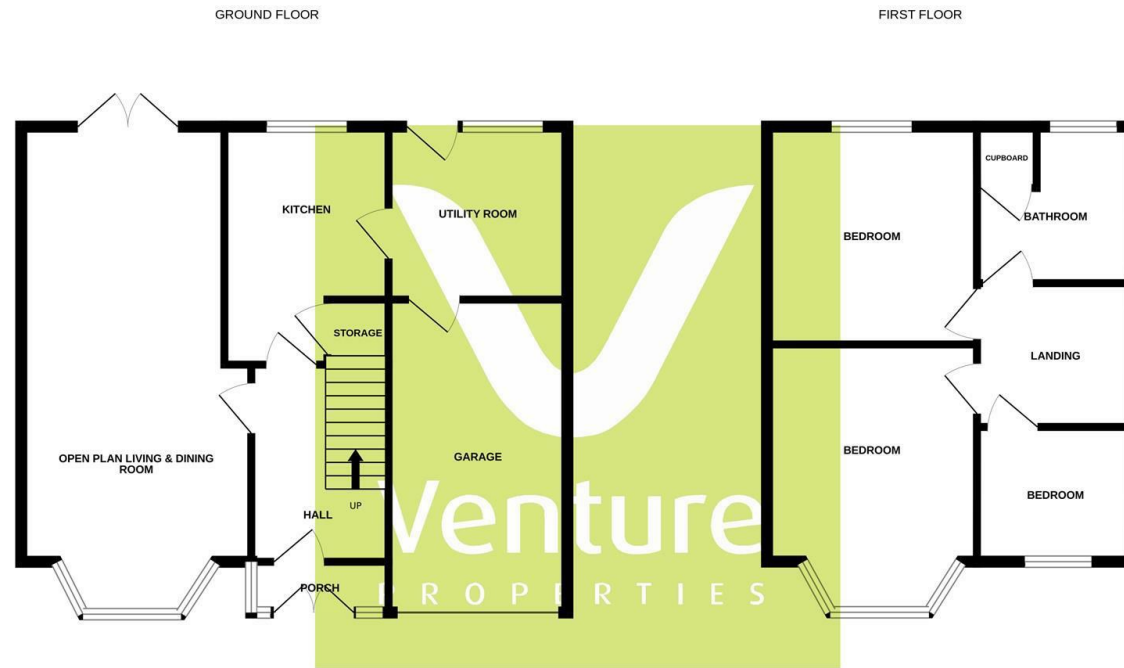 GROUND FLOOR
FIRST FLOOR
KITCHEN
UTILITY ROOM
STORAGE
OPEN PLAN LIVING & DINING
ROOM
GARAGE
UP
HALL
PORCH
CUPBOARD
BATHROOM
BEDROOM
LANDING
BEDROOM
BEDROOM
Venture
PROPERTIES